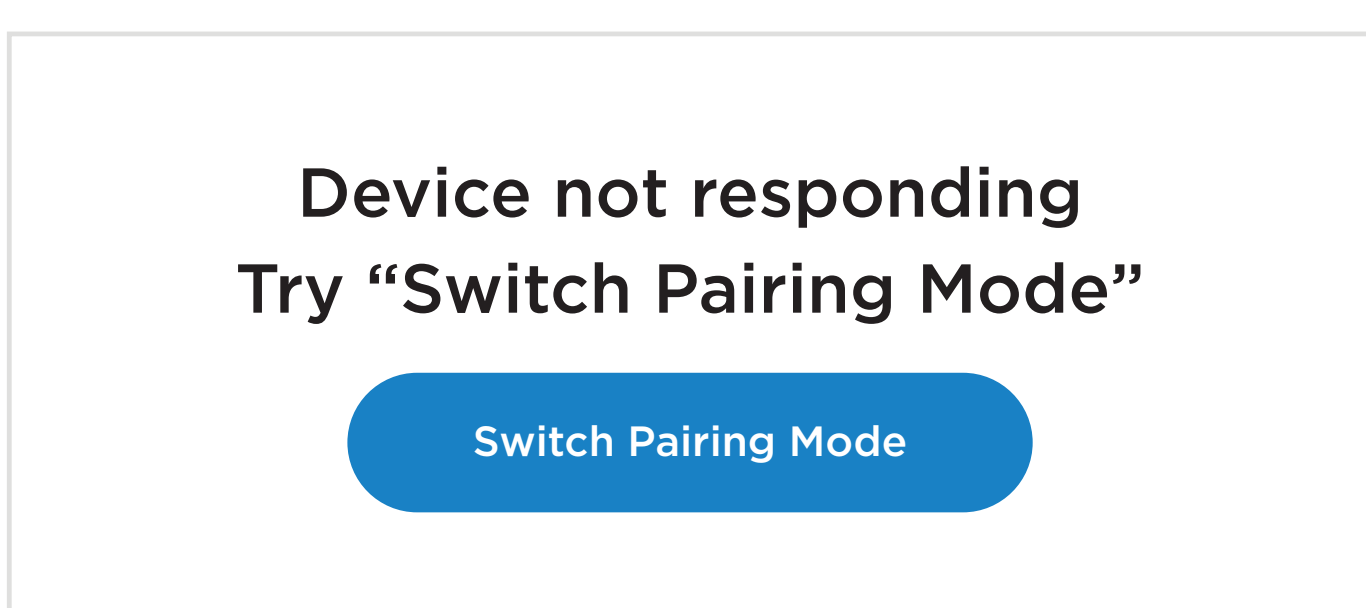 Device not responding
Try “Switch Pairing Mode”
Switch Pairing Mode